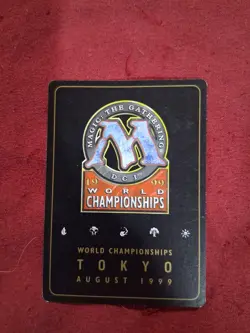 MAGIC: THE GATHERING
M
DCI
1999
WORLD
CHAMPIONSHIPS
WORLD CHAMPIONSHIPS
TOKYO
AUGUST 1999